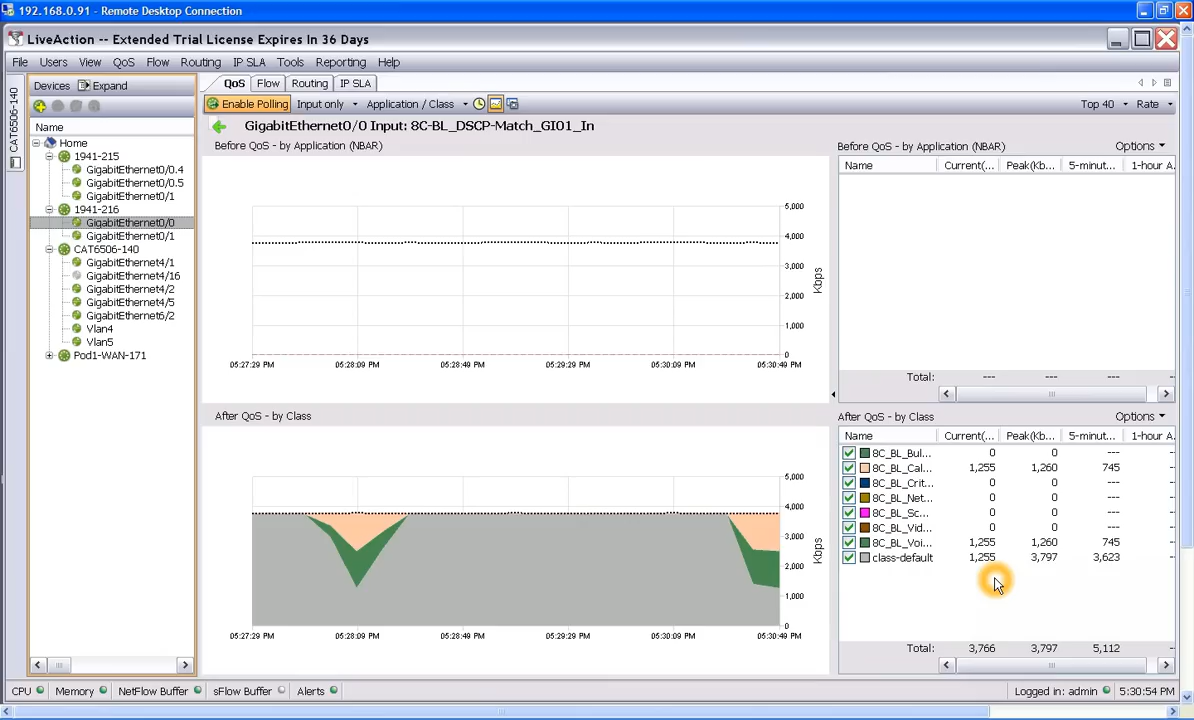 192.168.0.91 - Remote Desktop Connection
LiveAction -- Extended Trial License Expires In 36 Days
File Users View QoS Flow Routing IP SLA Tools Reporting Help
CAT6506-140
Devices Expand
Name
Home
1941-215
GigabitEthernet0/0.4
GigabitEthernet0/0.5
GigabitEthernet0/1
1941-216
GigabitEthernet0/0
GigabitEthernet0/1
CAT6506-140
GigabitEthernet4/1
GigabitEthernet4/16
GigabitEthernet4/2
GigabitEthernet4/5
GigabitEthernet6/2
Vlan4
Vlan5
Pod1-WAN-171
QoS Flow Routing IP SLA
Enable Polling Input only Application / Class Top 40 Rate
GigabitEthernet0/0 Input: 8C-BL_DSCP-Match_GI01_In
Before QoS - by Application (NBAR)
5,000
4,000
3,000
2,000
1,000
0
Kbps
05:27:29 PM 05:28:09 PM 05:28:49 PM 05:29:29 PM 05:30:09 PM 05:30:49 PM
Before QoS - by Application (NBAR) Options
Name Current(... Peak(Kb... 5-minut... 1-hour A.
Total: --- --- --- --
After QoS - by Class
5,000
4,000
3,000
2,000
1,000
0
Kbps
05:27:29 PM 05:28:09 PM 05:28:49 PM 05:29:29 PM 05:30:09 PM 05:30:49 PM
After QoS - by Class Options
Name Current(... Peak(Kb... 5-minut... 1-hour A.
8C_BL_Bul... 0 0 --- --
8C_BL_Cal... 1,255 1,260 745 --
8C_BL_Crit... 0 0 --- --
8C_BL_Net... 0 0 --- --
8C_BL_Sc... 0 0 --- --
8C_BL_Vid... 0 0 --- --
8C_BL_Voi... 1,255 1,260 745 --
class-default 1,255 3,797 3,623 --
Total: 3,766 3,797 5,112 --
CPU Memory NetFlow Buffer sFlow Buffer Alerts Logged in: admin 5:30:54 PM